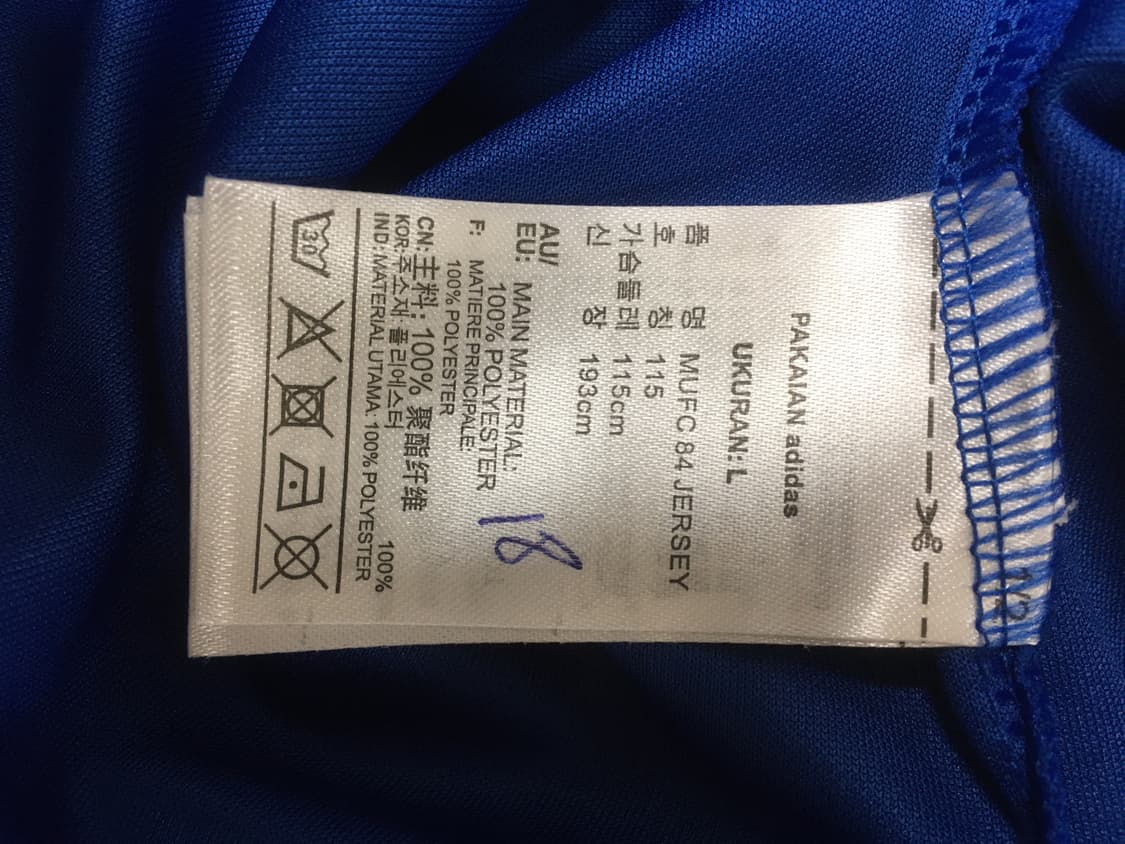 PAKAIAN adidas
UKURAN: L
품 명 MUFC 84 JERSEY
호 칭 115
가슴둘레 115cm
신 장 193cm
AU/
EU: MAIN MATERIAL:
100% POLYESTER
F: MATIERE PRINCIPALE:
100% POLYESTER
CN: 主料: 100% 聚酯纤维
KOR: 주소재: 폴리에스터 100%
IND: MATERIAL UTAMA: 100% POLYESTER
30
18
1/2